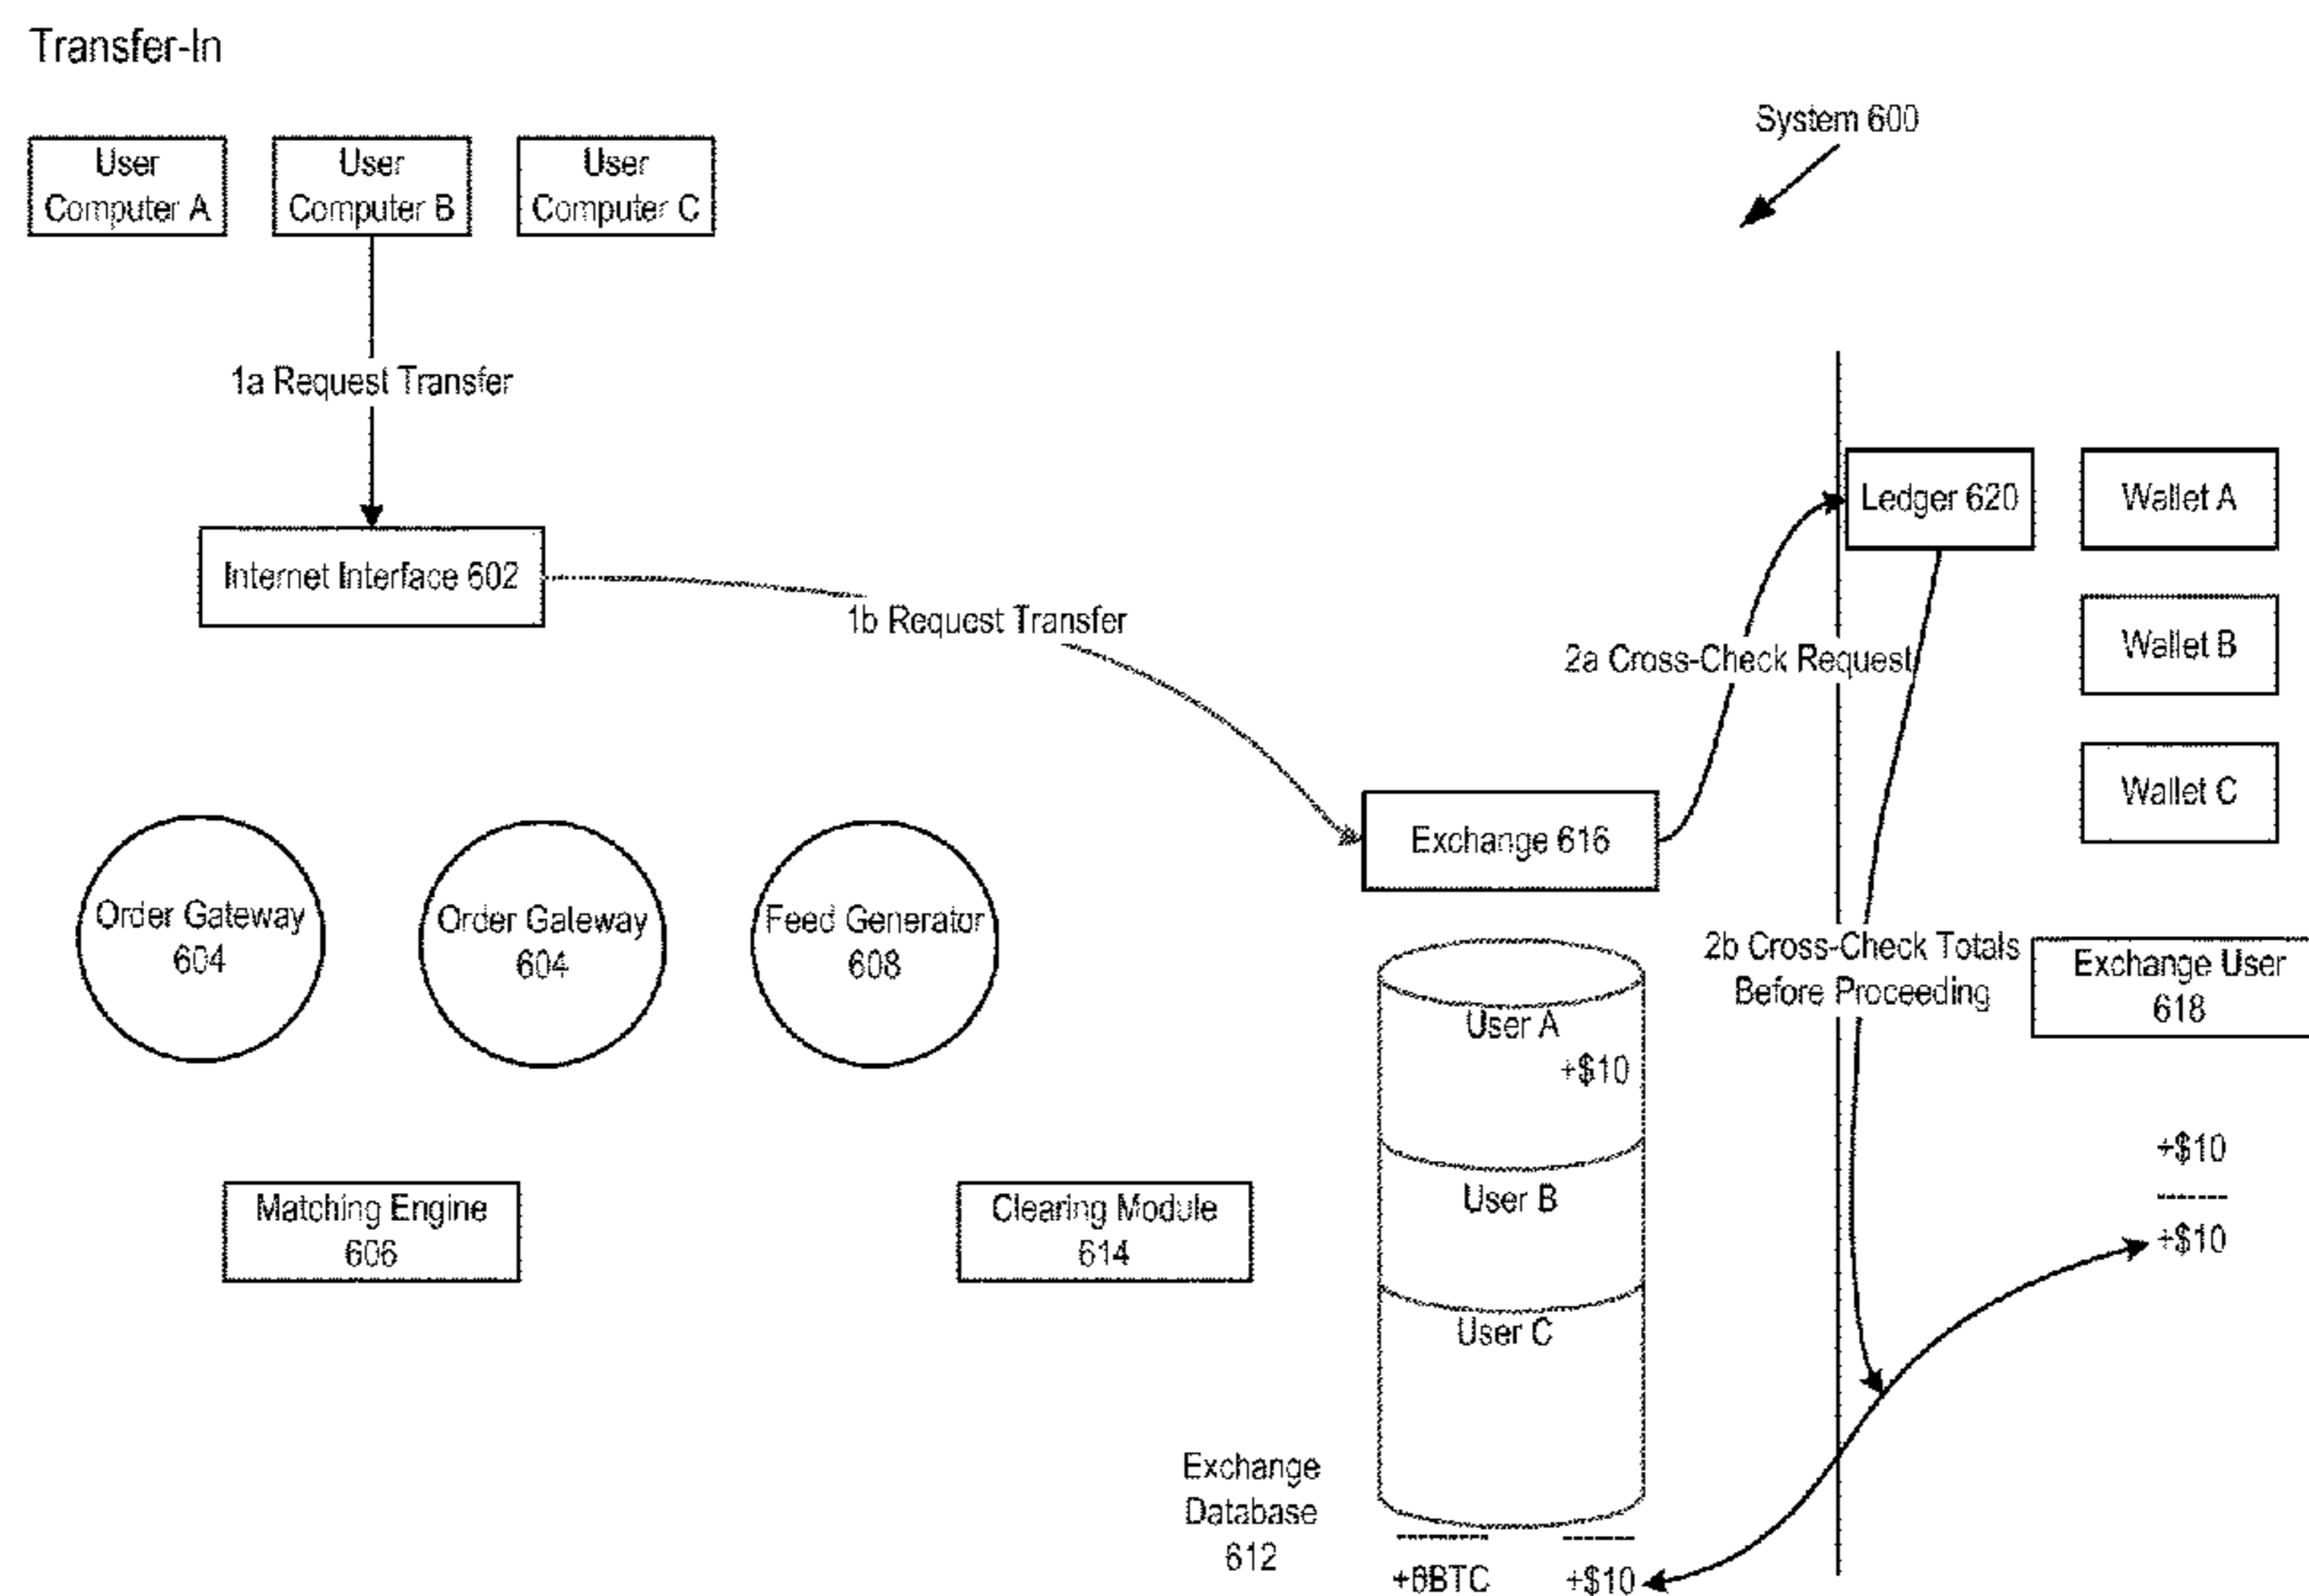 Transfer-In
System 600
User
Computer A
User
Computer B
User
Computer C
1a Request Transfer
Internet Interface 602
1b Request Transfer
2a Cross-Check Request
Ledger 620
Wallet A
Wallet B
Wallet C
Exchange 616
Order Gateway
604
Order Gateway
604
Feed Generator
608
2b Cross-Check Totals
Before Proceeding
Exchange User
618
User A
+$10
User B
User C
+$10
-------
+$10
Matching Engine
606
Clearing Module
614
Exchange
Database
612
+$10